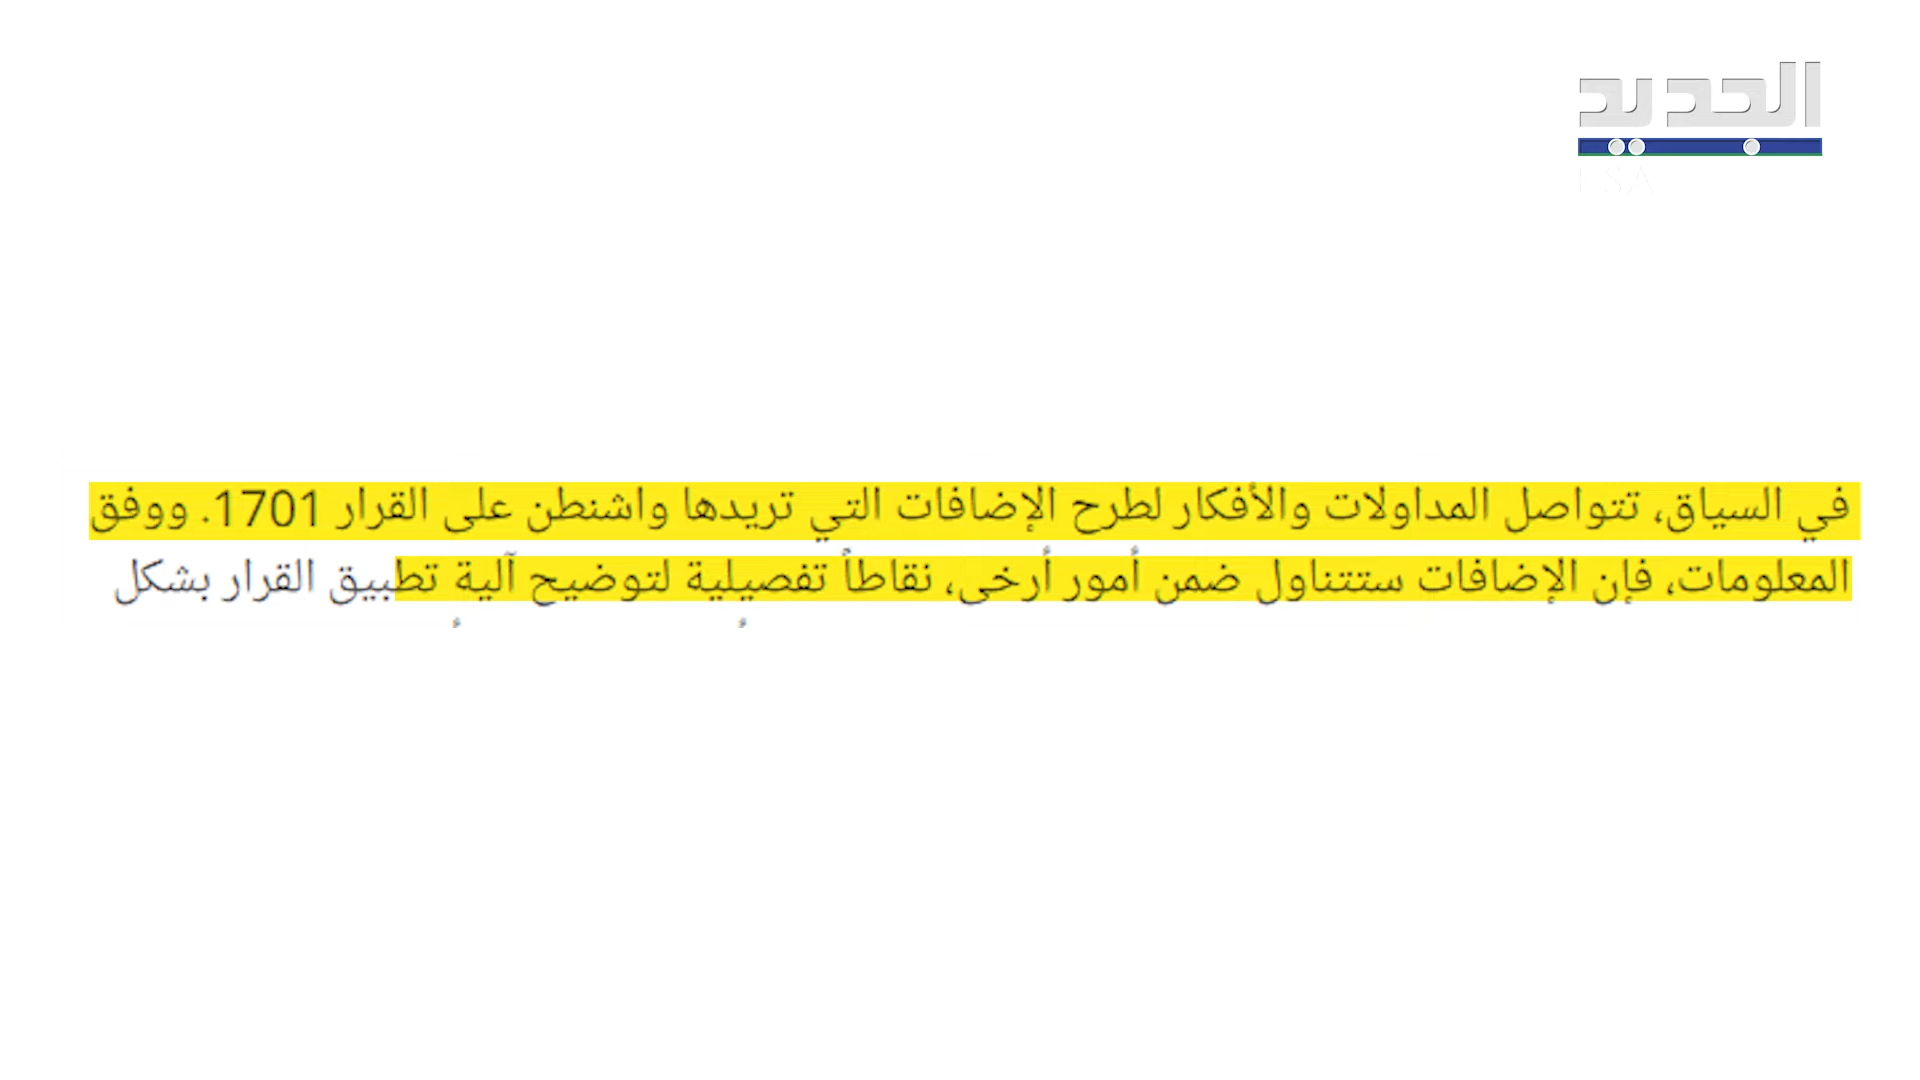 الجديد
في السياق، تتواصل المداولات والأفكار لطرح الإضافات التي تريدها واشنطن على القرار 1701. ووفق
المعلومات، فإن الإضافات ستتناول ضمن أمور أرخى، نقاطاً تفصيلية لتوضيح آلية تطبيق القرار بشكل